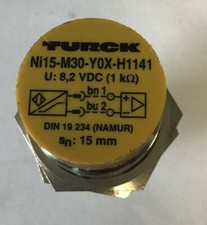 TURCK
Ni15-M30-Y0X-H1141
U: 8,2 VDC (1 kΩ)
bn 1
bu 2
+
-
DIN 19 234 (NAMUR)
sn: 15 mm